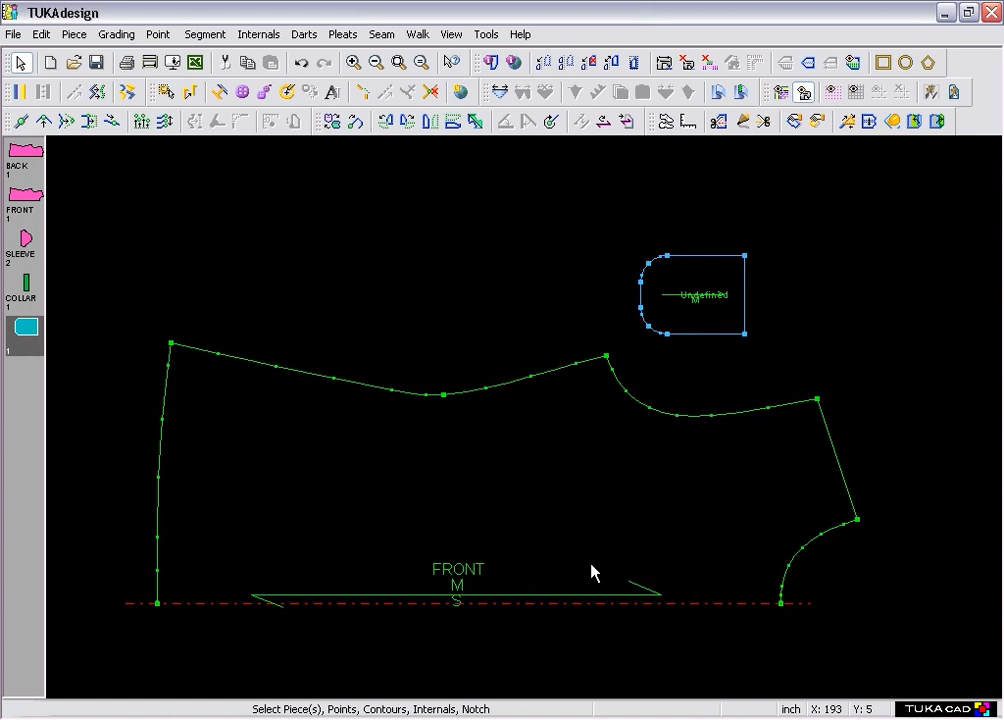 TUKAdesign
File Edit Piece Grading Point Segment Internals Darts Pleats Seam Walk View Tools Help
BACK
1
FRONT
1
SLEEVE
2
COLLAR
1
1
Undefined
M
FRONT
M
S
Select Piece(s), Points, Contours, Internals, Notch
inch X: 193 Y: 5 TUKACAD